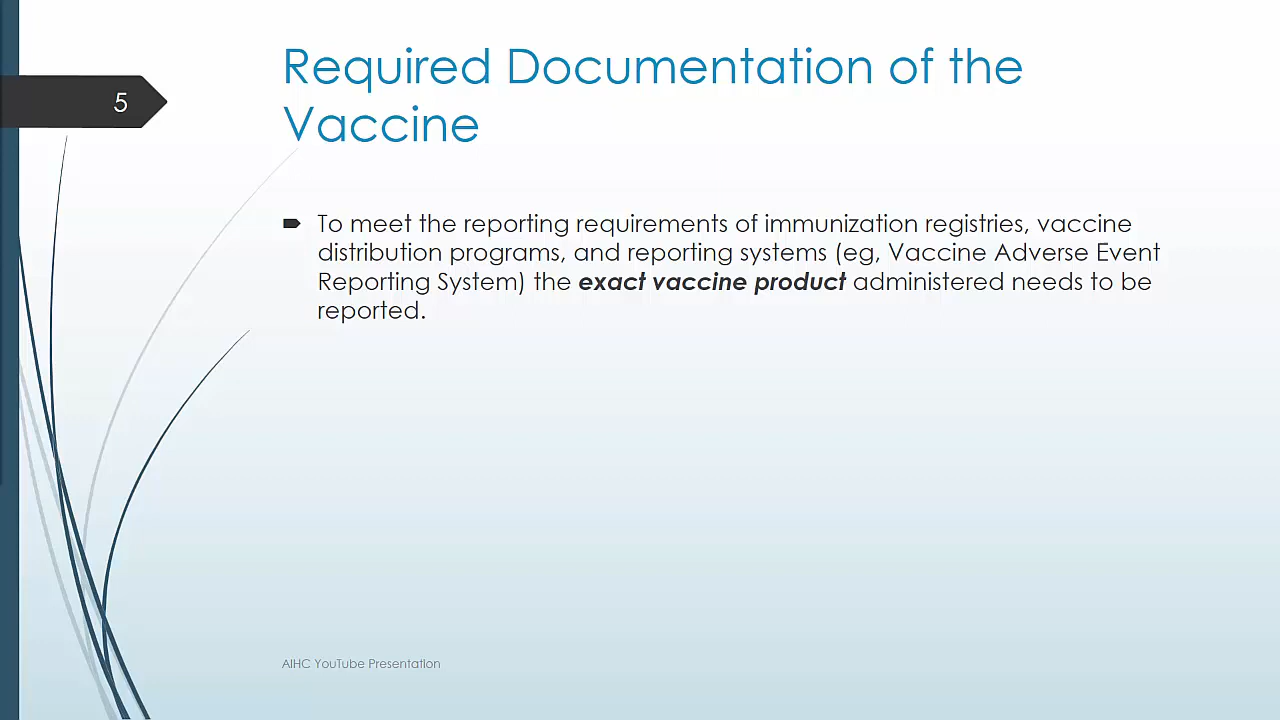 5
Required Documentation of the
Vaccine
To meet the reporting requirements of immunization registries, vaccine
distribution programs, and reporting systems (eg, Vaccine Adverse Event
Reporting System) the exact vaccine product administered needs to be
reported.
AIHC YouTube Presentation